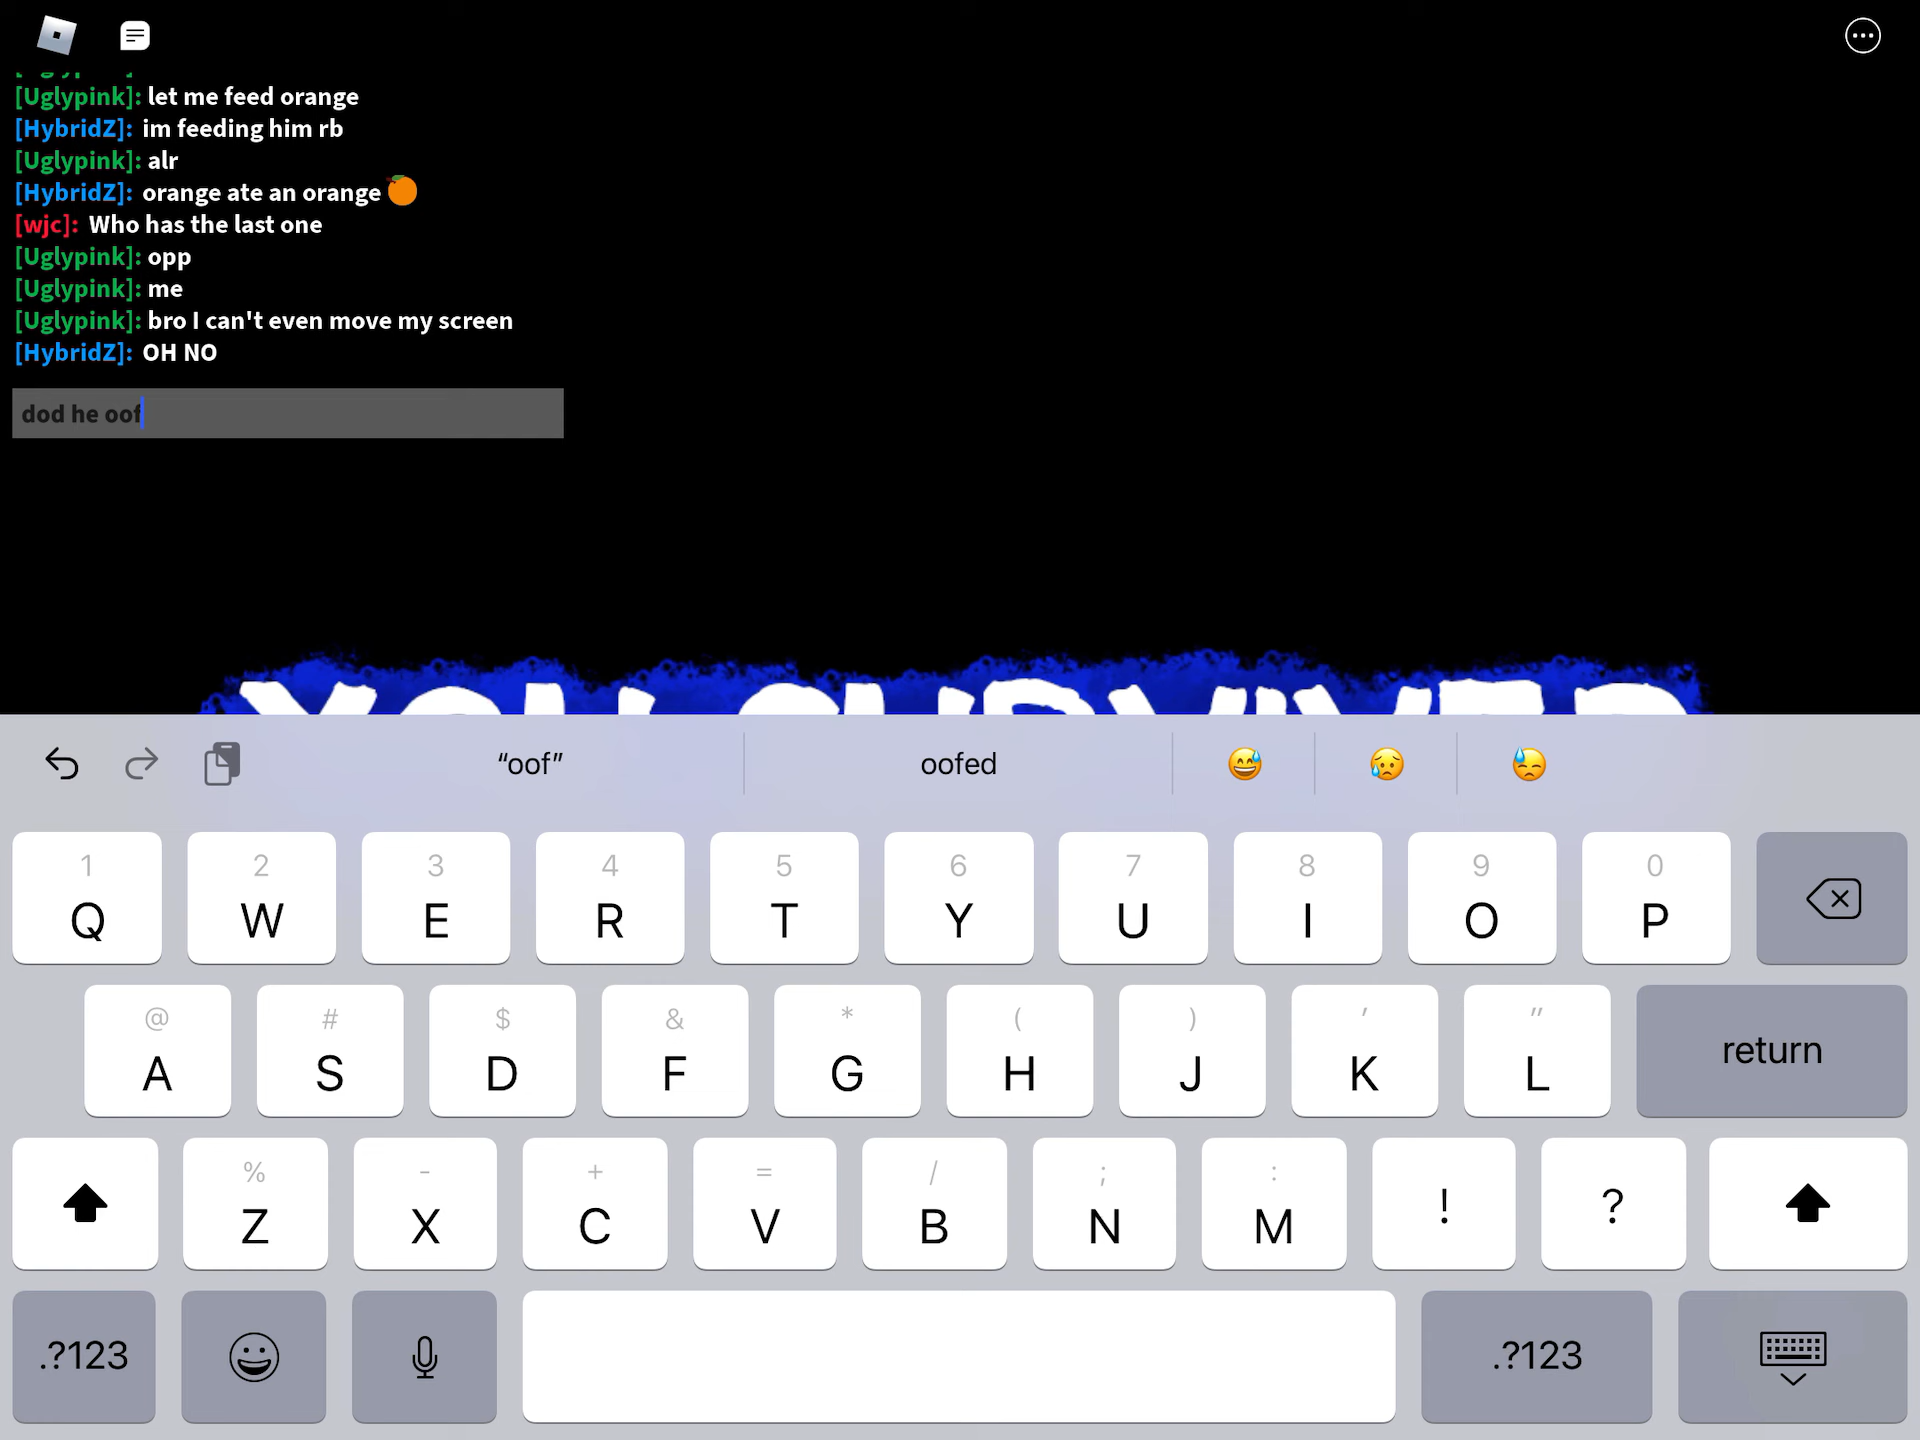 [Uglypink]: let me feed orange
[HybridZ]: im feeding him rb
[Uglypink]: alr
[HybridZ]: orange ate an orange 🍊
[wjc]: Who has the last one
[Uglypink]: opp
[Uglypink]: me
[Uglypink]: bro I can't even move my screen
[HybridZ]: OH NO
dod he oof
YOU SURVIVED
“oof” oofed 😅 😥 😓
1 2 3 4 5 6 7 8 9 0
Q W E R T Y U I O P
@ # $ & * ( ) ' "
A S D F G H J K L return
% - + = / ; :
Z X C V B N M ! ?
.?123 .?123